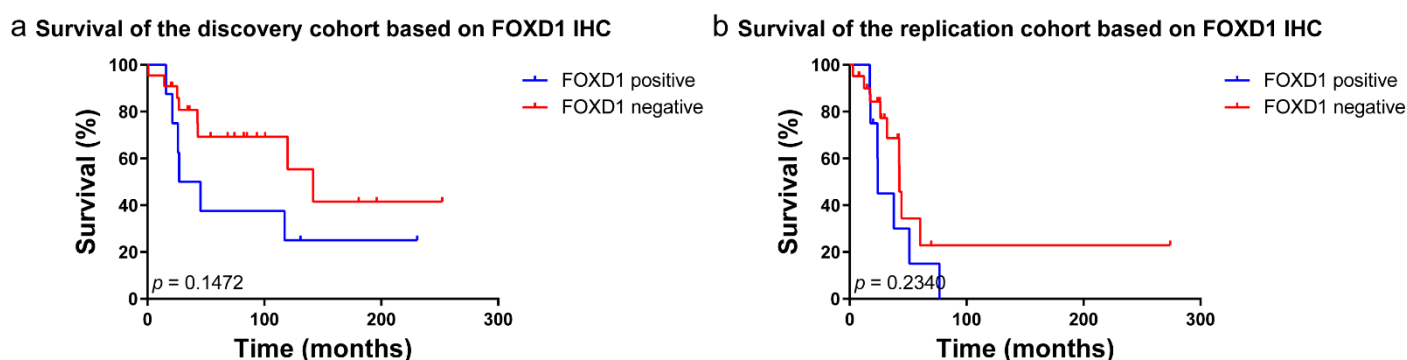 a Survival of the discovery cohort based on FOXD1 IHC
100
80
60
40
20
0
Survival (%)
p = 0.1472
0 100 200 300
Time (months)
FOXD1 positive
FOXD1 negative
b Survival of the replication cohort based on FOXD1 IHC
100
80
60
40
20
0
Survival (%)
p = 0.2340
0 100 200 300
Time (months)
FOXD1 positive
FOXD1 negative